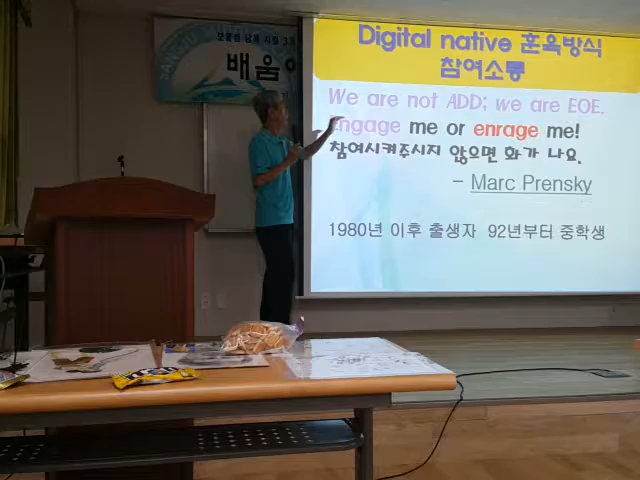 Digital native 훈육방식
참여소통
We are not ADD; we are EOE.
Engage me or enrage me!
참여시켜주시지 않으면 화가 나요.
- Marc Prensky
1980년 이후 출생자 92년부터 중학생
배움이